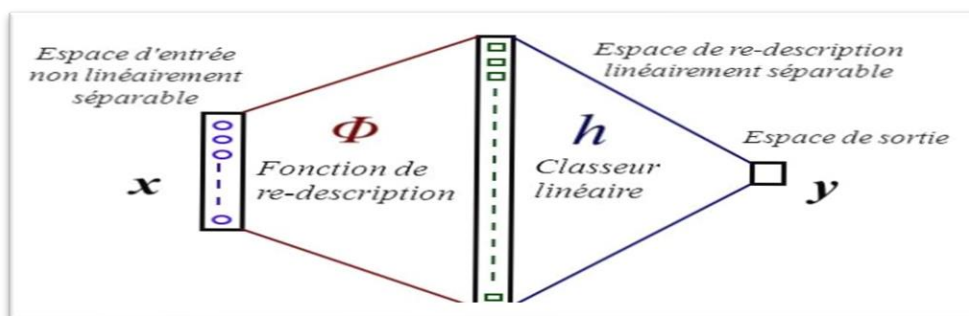 Espace d'entrée
non linéairement
séparable
x
Φ
Fonction de
re-description
h
Classeur
linéaire
Espace de re-description
linéairement séparable
Espace de sortie
y